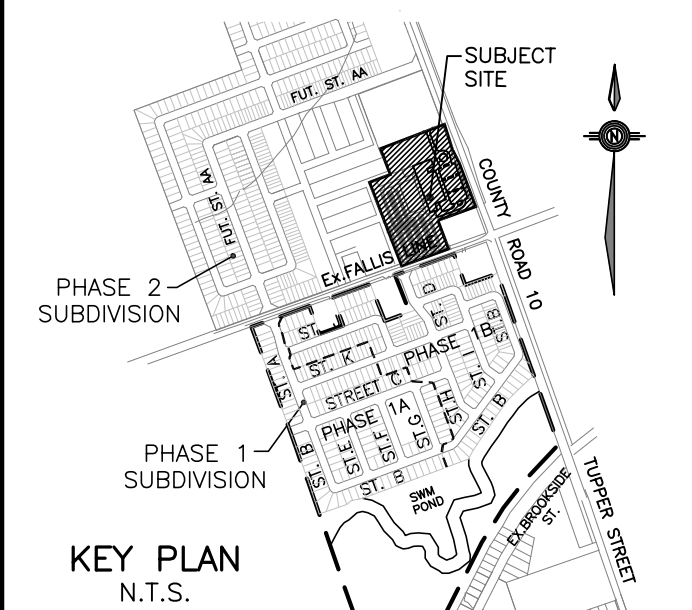 SUBJECT
SITE
FUT. ST. AA
N
COUNTY
ROAD 10
FUT. ST. AA
Ex.FALLIS LINE
PHASE 2
SUBDIVISION
ST. J
ST. D
ST. B
ST. A
ST. K
PHASE 1B
STREET C
ST. I
PHASE 1A
ST.H
ST. B
ST.G
ST.F
ST.E
ST. B
ST. B
PHASE 1
SUBDIVISION
SWM
POND
EX.BROOKSIDE
ST.
TUPPER STREET
KEY PLAN
N.T.S.